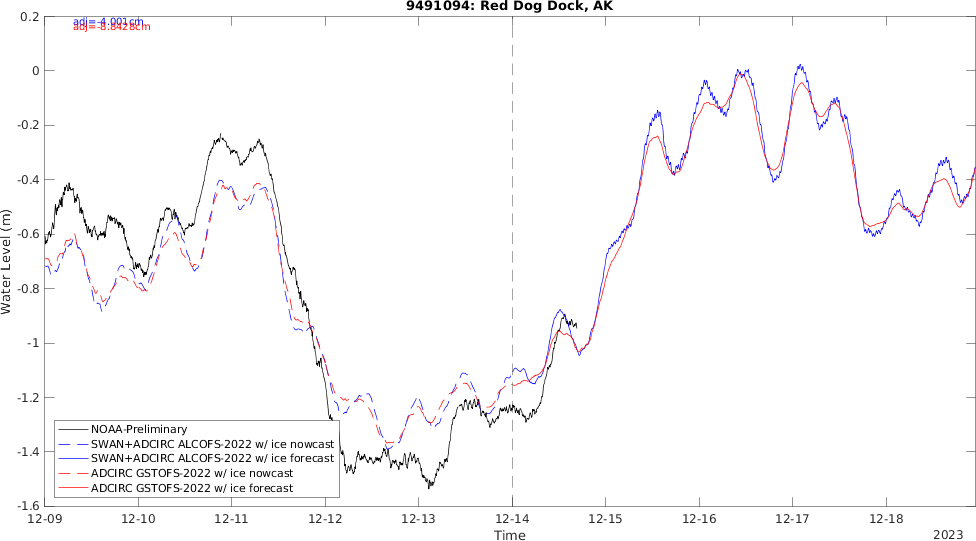 9491094: Red Dog Dock, AK
adj=-4.001cm
adj=-8.8428cm
0.2
0
-0.2
-0.4
-0.6
-0.8
-1
-1.2
-1.4
-1.6
Water Level (m)
NOAA-Preliminary
SWAN+ADCIRC ALCOFS-2022 w/ ice nowcast
SWAN+ADCIRC ALCOFS-2022 w/ ice forecast
ADCIRC GSTOFS-2022 w/ ice nowcast
ADCIRC GSTOFS-2022 w/ ice forecast
12-09 12-10 12-11 12-12 12-13 12-14 12-15 12-16 12-17 12-18
Time
2023